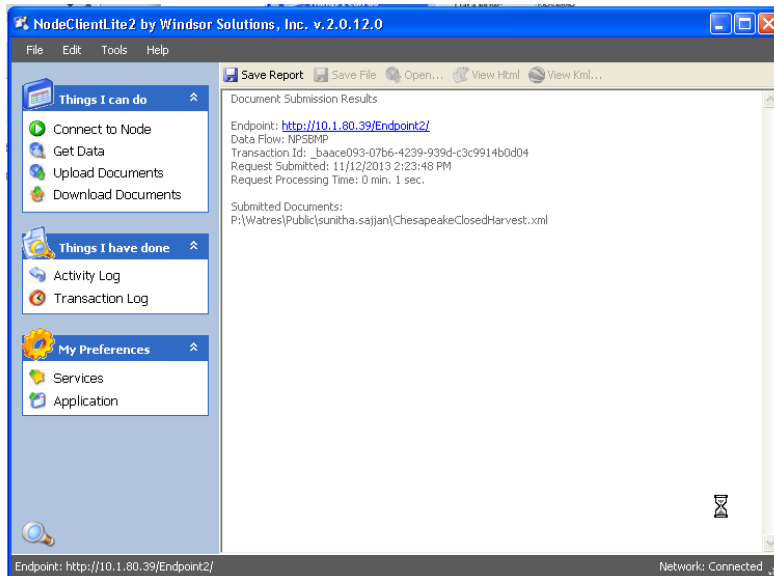 NodeClientLite2 by Windsor Solutions, Inc. v.2.0.12.0
File Edit Tools Help
Things I can do
Connect to Node
Get Data
Upload Documents
Download Documents
Things I have done
Activity Log
Transaction Log
My Preferences
Services
Application
Save Report Save File Open... View Html View Kml...
Document Submission Results
Endpoint: http://10.1.80.39/Endpoint2/
Data Flow: NPSBMP
Transaction Id: _baace093-07b6-4239-939d-c3c9914b0d04
Request Submitted: 11/12/2013 2:23:48 PM
Request Processing Time: 0 min. 1 sec.
Submitted Documents:
P:\Watres\Public\sunitha.sajjan\ChesapeakeClosedHarvest.xml
Endpoint: http://10.1.80.39/Endpoint2/ Network: Connected